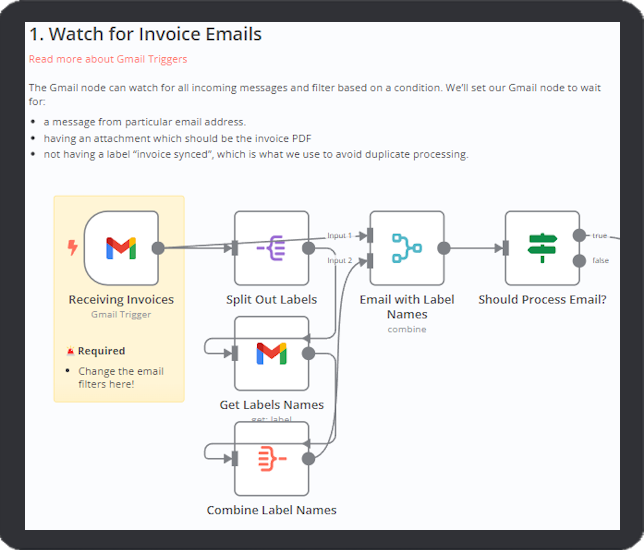 1. Watch for Invoice Emails
Read more about Gmail Triggers
The Gmail node can watch for all incoming messages and filter based on a condition. We'll set our Gmail node to wait
for:
• a message from particular email address.
• having an attachment which should be the invoice PDF
• not having a label “invoice synced”, which is what we use to avoid duplicate processing.
Input 1
true
Input 2
false
Receiving Invoices
Gmail Trigger
Split Out Labels
Email with Label
Names
combine
Should Process Email?
Required
• Change the email
filters here!
Get Labels Names
get: label
Combine Label Names